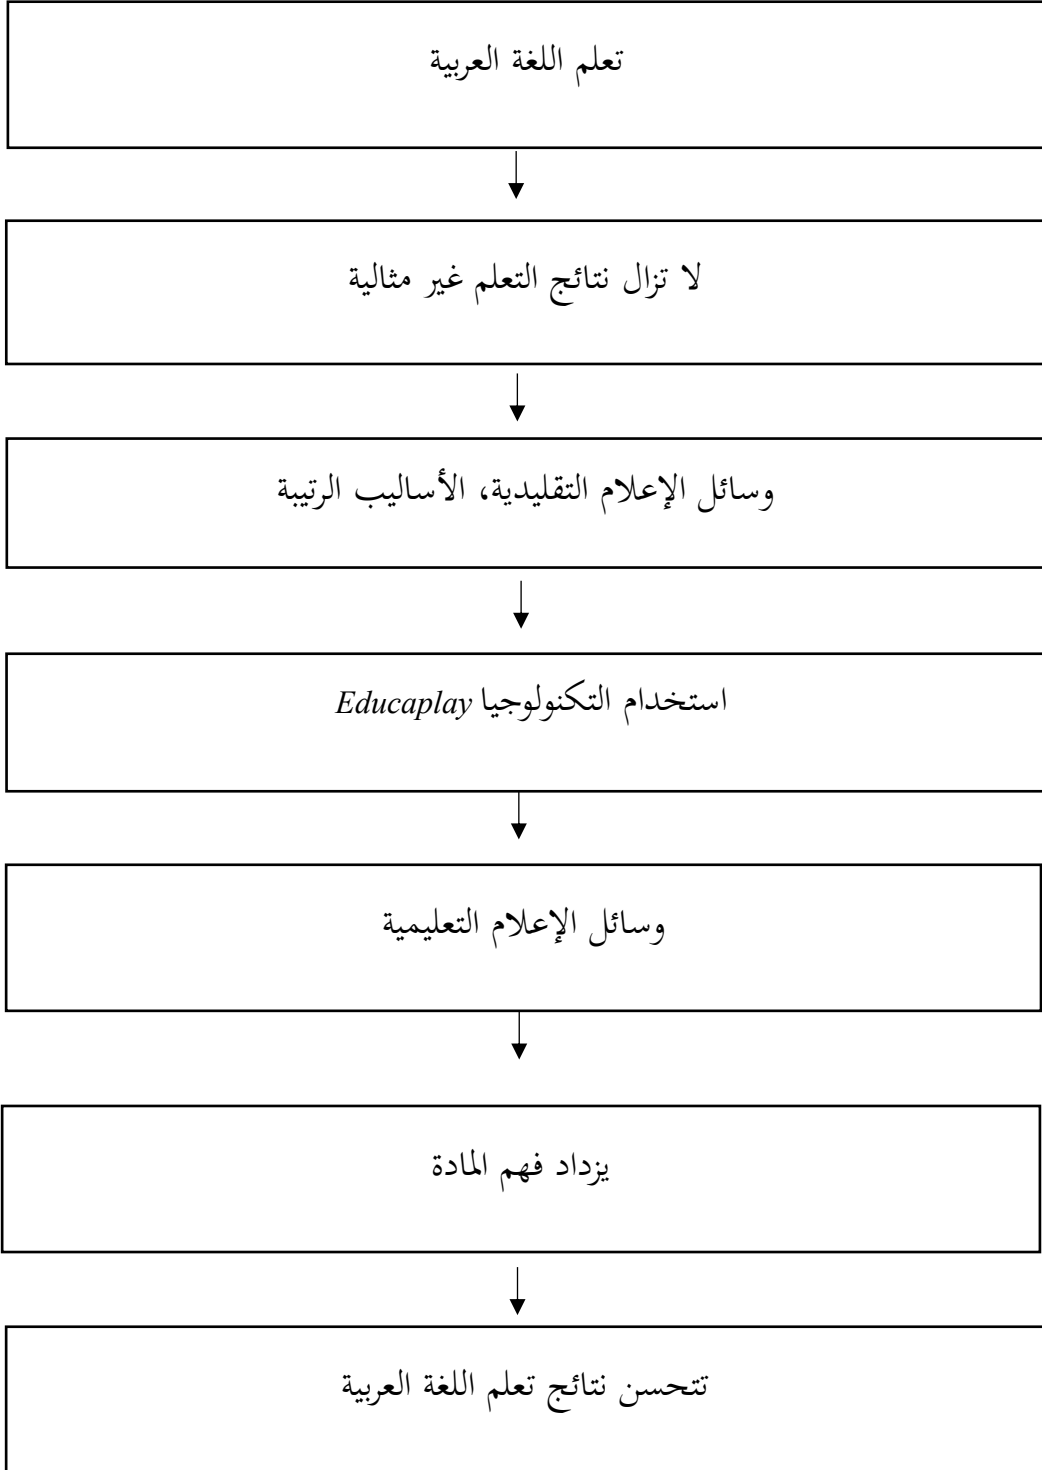 تعلم اللغة العربية
لا تزال نتائج التعلم غير مثالية
وسائل الإعلام التقليدية، الأساليب الرتيبة
استخدام التكنولوجيا Educaplay
وسائل الإعلام التعليمية
يزداد فهم المادة
تتحسن نتائج تعلم اللغة العربية